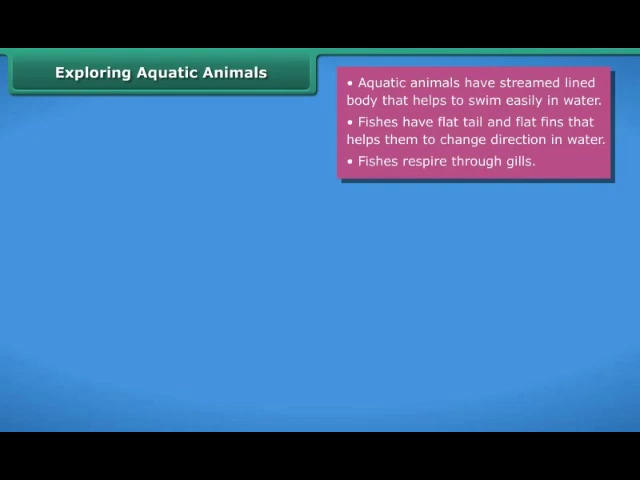 Exploring Aquatic Animals
• Aquatic animals have streamed lined
body that helps to swim easily in water.
• Fishes have flat tail and flat fins that
helps them to change direction in water.
• Fishes respire through gills.